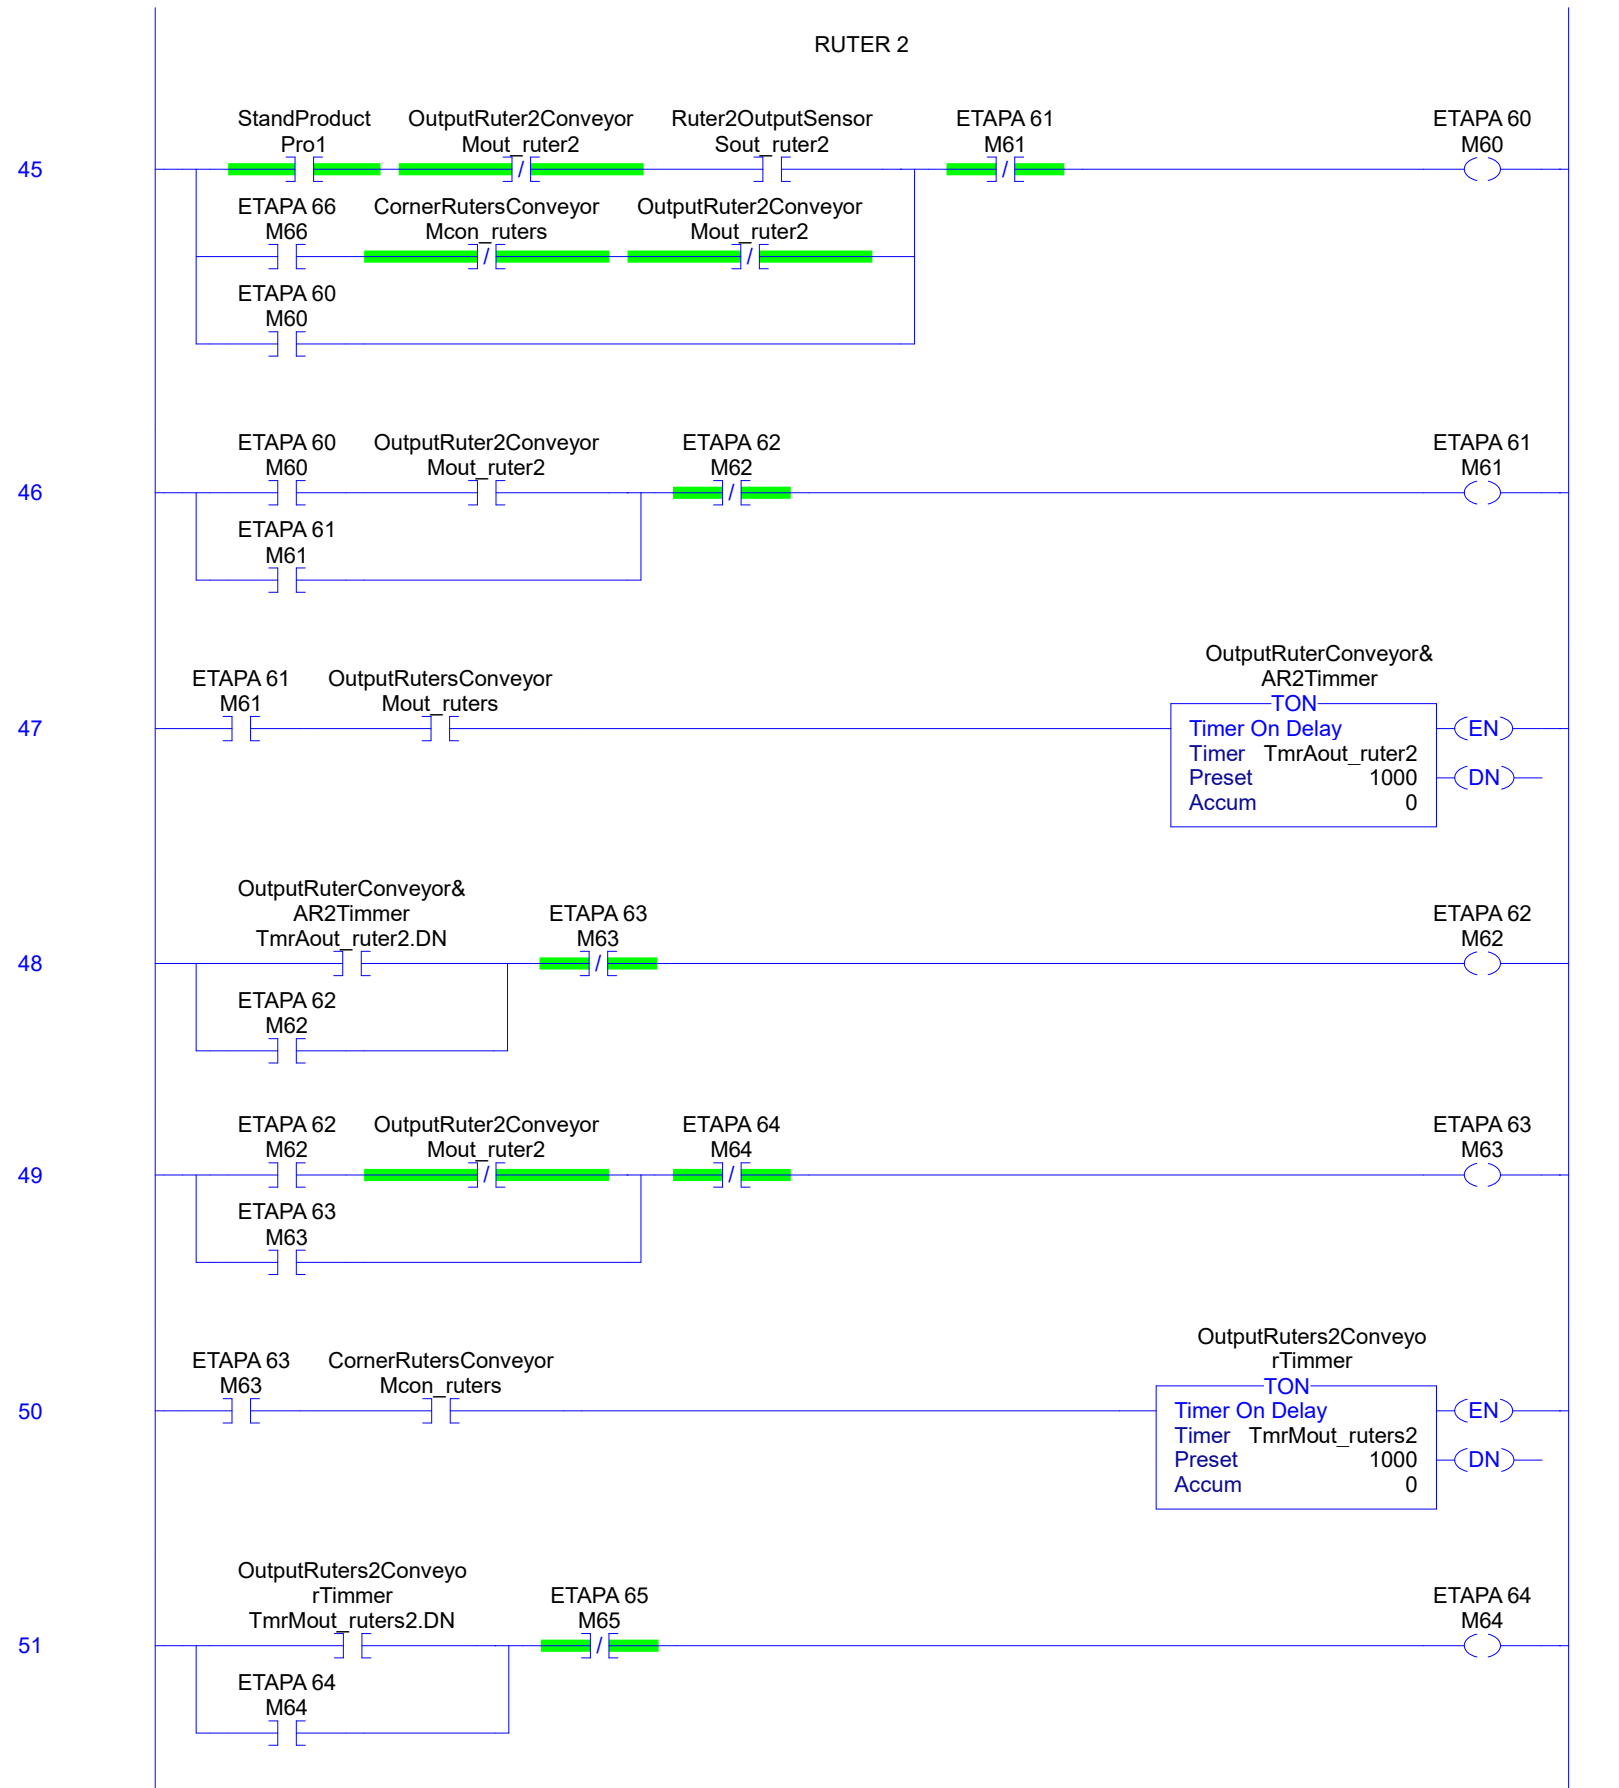 RUTER 2
StandProduct OutputRuter2Conveyor Ruter2OutputSensor ETAPA 61 ETAPA 60
Pro1 Mout_ruter2 Sout_ruter2 M61 M60
45 / /
ETAPA 66 CornerRutersConveyor OutputRuter2Conveyor
M66 Mcon_ruters Mout_ruter2
/ /
ETAPA 60
M60
ETAPA 60 OutputRuter2Conveyor ETAPA 62 ETAPA 61
M60 Mout_ruter2 M62 M61
46 /
ETAPA 61
M61
OutputRuterConveyor&
ETAPA 61 OutputRutersConveyor AR2Timmer
M61 Mout_ruters TON
47 Timer On Delay EN
Timer TmrAout_ruter2
Preset 1000 DN
Accum 0
OutputRuterConveyor&
AR2Timmer ETAPA 63 ETAPA 62
TmrAout_ruter2.DN M63 M62
48 /
ETAPA 62
M62
ETAPA 62 OutputRuter2Conveyor ETAPA 64 ETAPA 63
M62 Mout_ruter2 M64 M63
49 / /
ETAPA 63
M63
OutputRuters2Conveyo
ETAPA 63 CornerRutersConveyor rTimmer
M63 Mcon_ruters TON
50 Timer On Delay EN
Timer TmrMout_ruters2
Preset 1000 DN
Accum 0
OutputRuters2Conveyo
rTimmer ETAPA 65 ETAPA 64
TmrMout_ruters2.DN M65 M64
51 /
ETAPA 64
M64